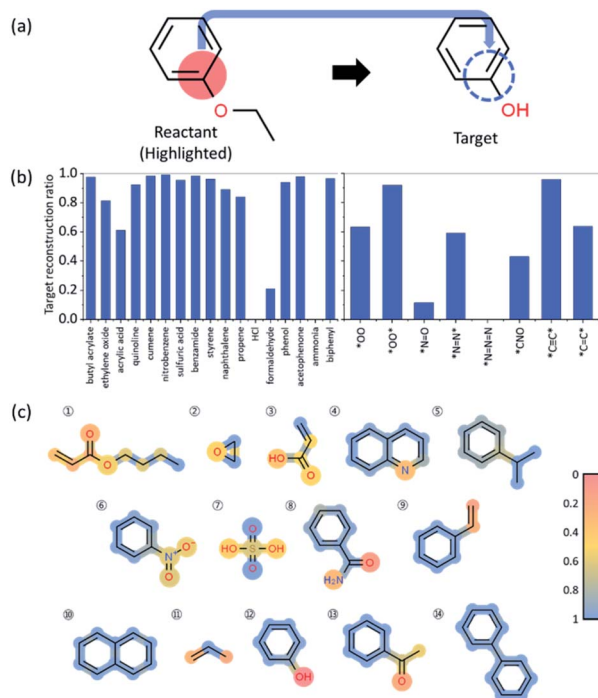 (a)
O
OH
Reactant
(Highlighted)
Target
(b)
Target reconstruction ratio
1.0
0.8
0.6
0.4
0.2
0.0
butyl acrylate
ethylene oxide
acrylic acid
quinoline
cumene
nitrobenzene
sulfuric acid
benzamide
styrene
naphthalene
propene
HCl
formaldehyde
phenol
acetophenone
ammonia
biphenyl
*OO
*OO*
*N=O
*N=N*
*N=N=N
*CNO
*C≡C*
*C=C*
(c)
① ② ③ ④ ⑤
O
O
O
HO
O
N
⑥ ⑦ ⑧ ⑨
N⁺
O⁻
O
O
HO S OH
O
H₂N
O
0
0.2
0.4
0.6
0.8
1
⑩ ⑪ ⑫ ⑬ ⑭
OH
O